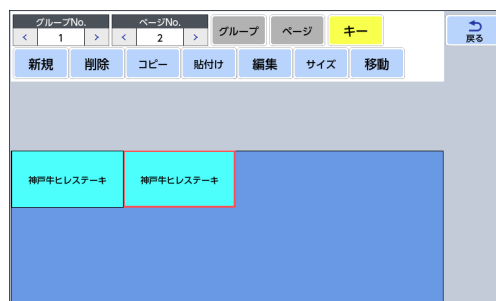 グループNo.
ページNo.
< 1 >
< 2 >
グループ
ページ
キー
戻る
新規
削除
コピー
貼付け
編集
サイズ
移動
神戸牛ヒレステーキ
神戸牛ヒレステーキ